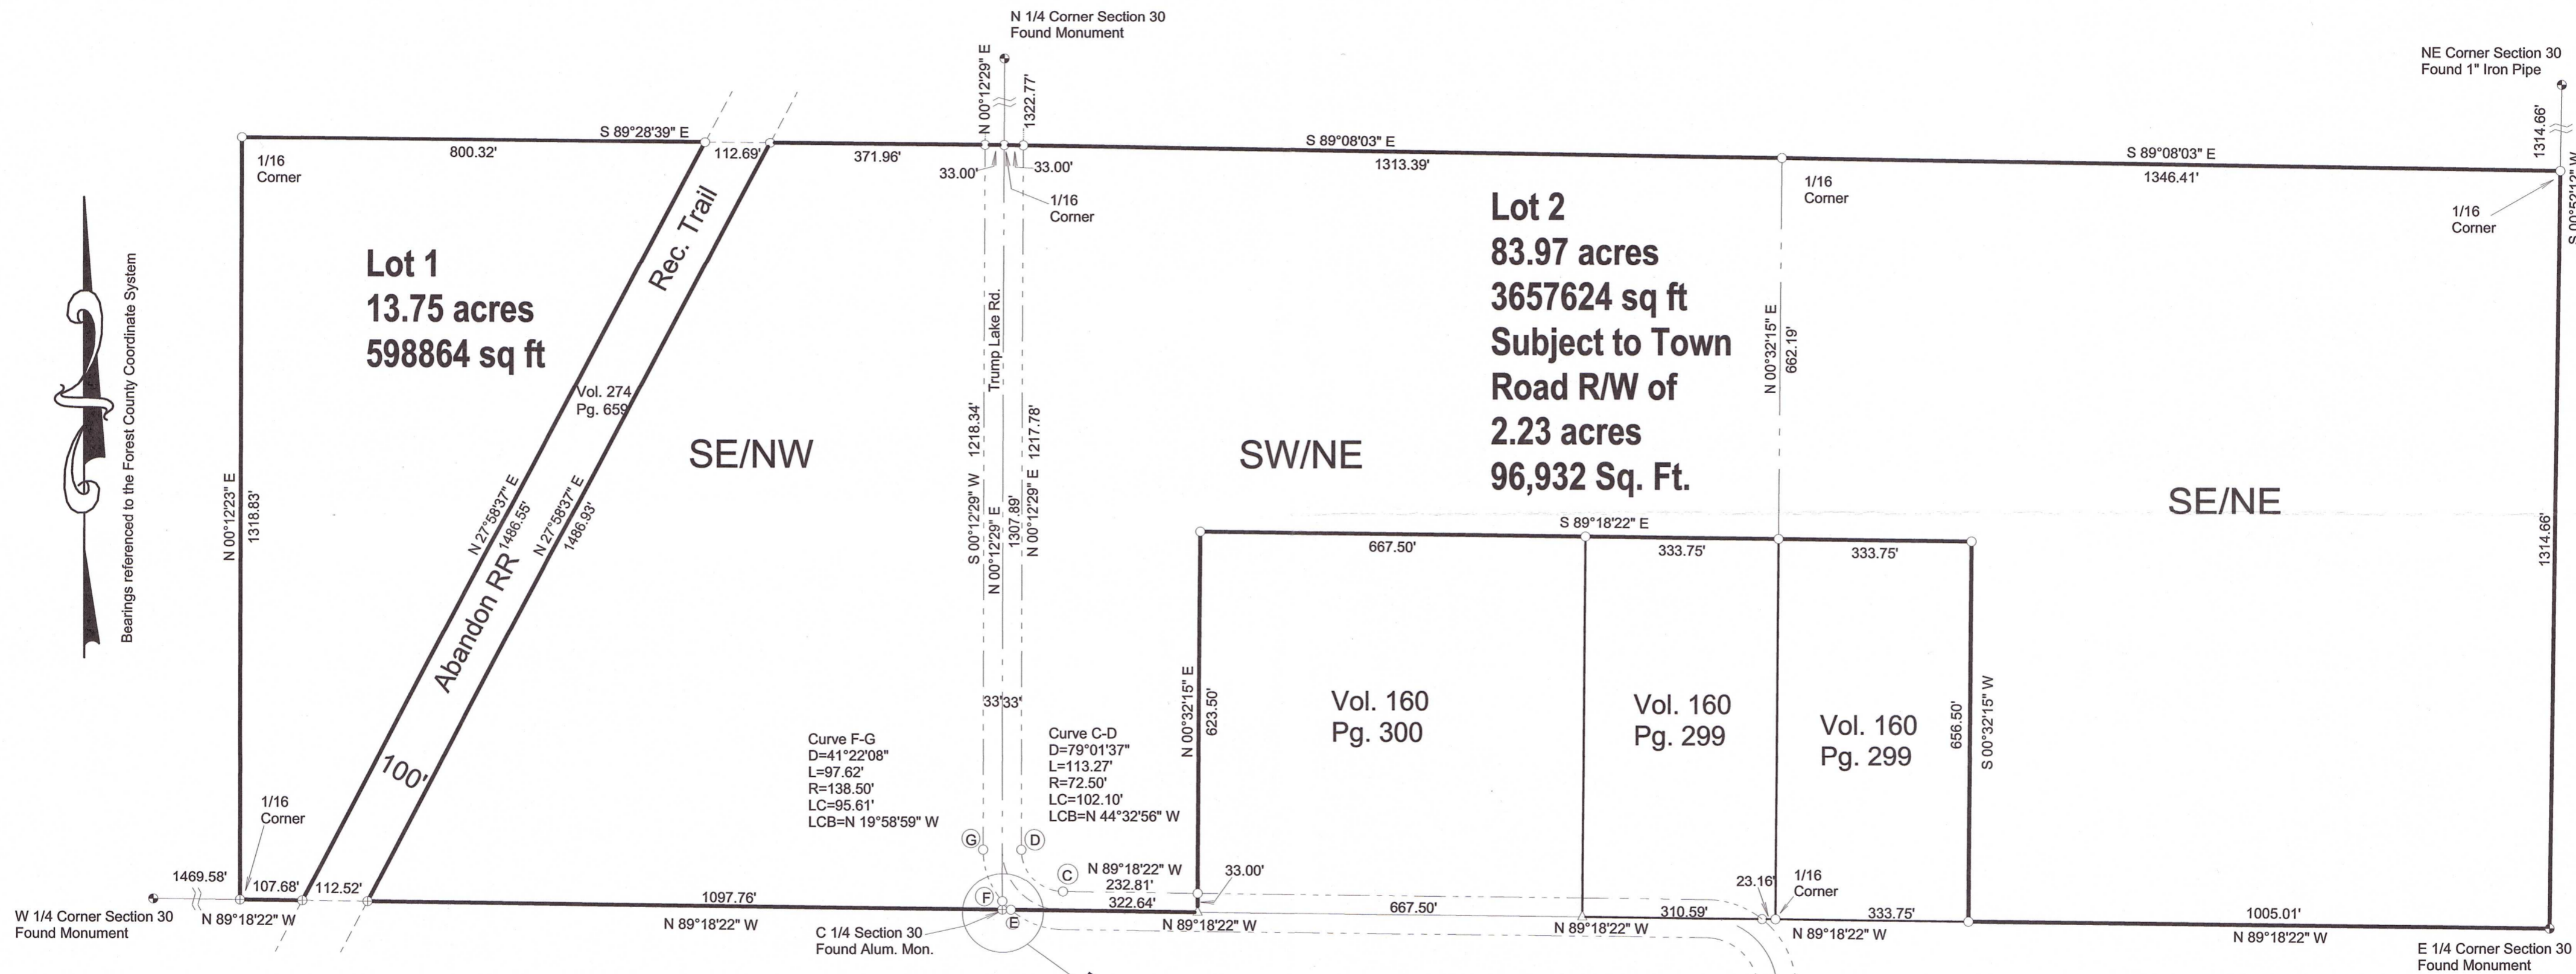 N 1/4 Corner Section 30
Found Monument
NE Corner Section 30
Found 1" Iron Pipe
N 00°12'29" E
1322.77'
1314.66'
S 00°52'12" W
S 89°28'39" E
800.32'
112.69'
371.96'
33.00'
33.00'
S 89°08'03" E
1313.39'
S 89°08'03" E
1346.41'
1/16
Corner
1/16
Corner
1/16
Corner
1/16
Corner
Lot 1
13.75 acres
598864 sq ft
Rec. Trail
Vol. 274
Pg. 659
SE/NW
Trump Lake Rd.
Lot 2
83.97 acres
3657624 sq ft
Subject to Town
Road R/W of
2.23 acres
96,932 Sq. Ft.
N 00°32'15" E
662.19'
SW/NE
SE/NE
Bearings referenced to the Forest County Coordinate System
N 00°12'23" E
1318.83'
N 27°58'37" E
1486.55'
N 27°58'37" E
1486.93'
Abandon RR
100'
S 00°12'29" W 1218.34'
N 00°12'29" E
1307.89'
N 00°12'29" E 1217.78'
33'
33'
S 89°18'22" E
667.50'
333.75'
333.75'
1314.66'
N 00°32'15" E
623.50'
Vol. 160
Pg. 300
Vol. 160
Pg. 299
Vol. 160
Pg. 299
656.50'
S 00°32'15" W
Curve F-G
D=41°22'08"
L=97.62'
R=138.50'
LC=95.61'
LCB=N 19°58'59" W
Curve C-D
D=79°01'37"
L=113.27'
R=72.50'
LC=102.10'
LCB=N 44°32'56" W
G
D
C
F
E
1/16
Corner
1469.58'
107.68'
112.52'
1097.76'
N 89°18'22" W
232.81'
322.64'
33.00'
667.50'
310.59'
23.16'
1/16
Corner
333.75'
1005.01'
W 1/4 Corner Section 30
Found Monument
N 89°18'22" W
N 89°18'22" W
C 1/4 Section 30
Found Alum. Mon.
N 89°18'22" W
N 89°18'22" W
N 89°18'22" W
N 89°18'22" W
E 1/4 Corner Section 30
Found Monument